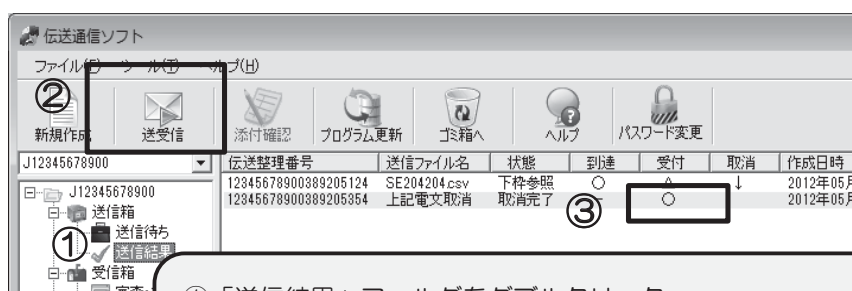 伝送通信ソフト
ファイル(F) ツール(T) ヘルプ(H)
②
新規作成 送受信 添付確認 プログラム更新 ゴミ箱へ ヘルプ パスワード変更
J12345678900 伝送整理番号 送信ファイル名 状態 到達 受付 取消 作成日時
12345678900389205124 SE204204.csv 下枠参照 ○ △ ↓ 2012年05月
12345678900389205354 上記電文取消 取消完了 ③ ○ 2012年05月
J12345678900
送信箱
送信待ち
① 送信結果
受信箱